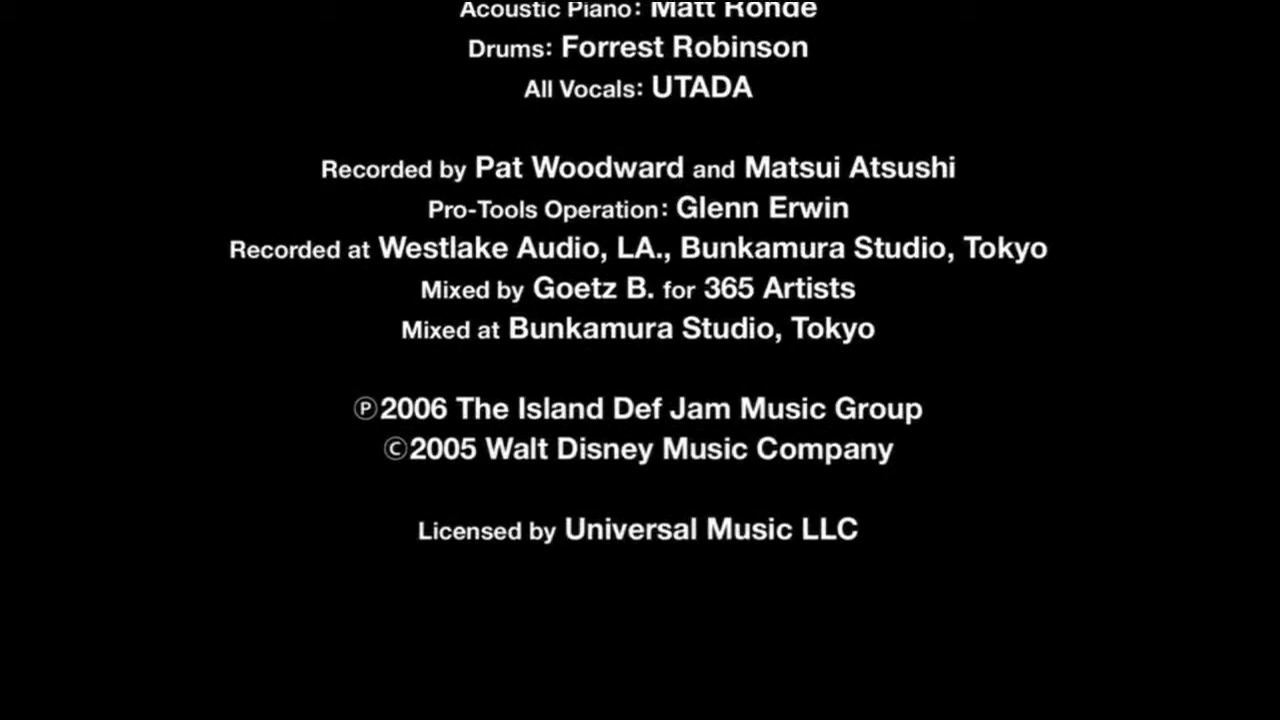 Acoustic Piano: Matt Rohde
Drums: Forrest Robinson
All Vocals: UTADA
Recorded by Pat Woodward and Matsui Atsushi
Pro-Tools Operation: Glenn Erwin
Recorded at Westlake Audio, LA., Bunkamura Studio, Tokyo
Mixed by Goetz B. for 365 Artists
Mixed at Bunkamura Studio, Tokyo
℗2006 The Island Def Jam Music Group
©2005 Walt Disney Music Company
Licensed by Universal Music LLC